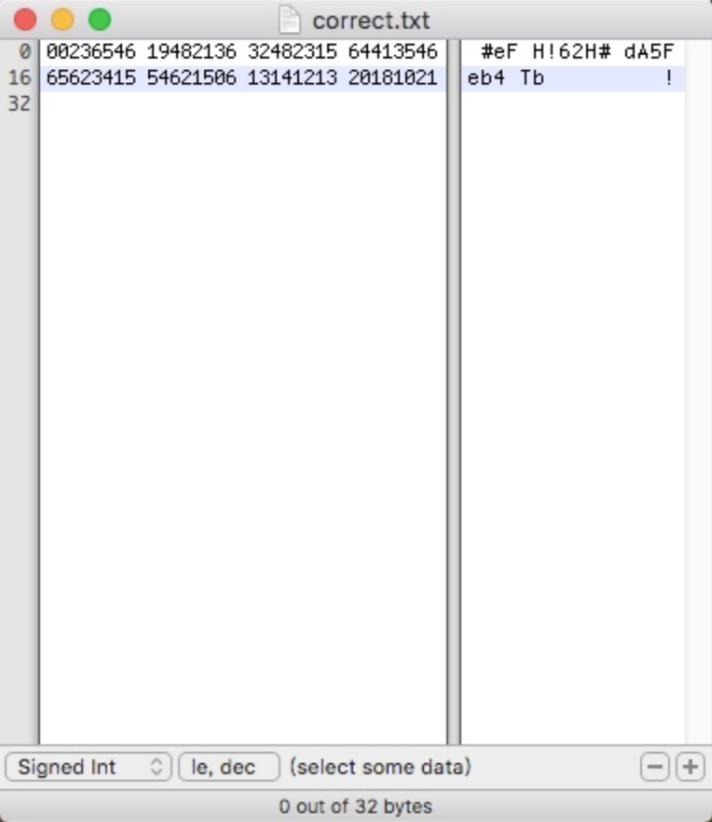 correct.txt
0 00236546 19482136 32482315 64413546 #eF H!62H# dA5F
16 65623415 54621506 13141213 20181021 eb4 Tb !
32
Signed Int le, dec (select some data)
0 out of 32 bytes